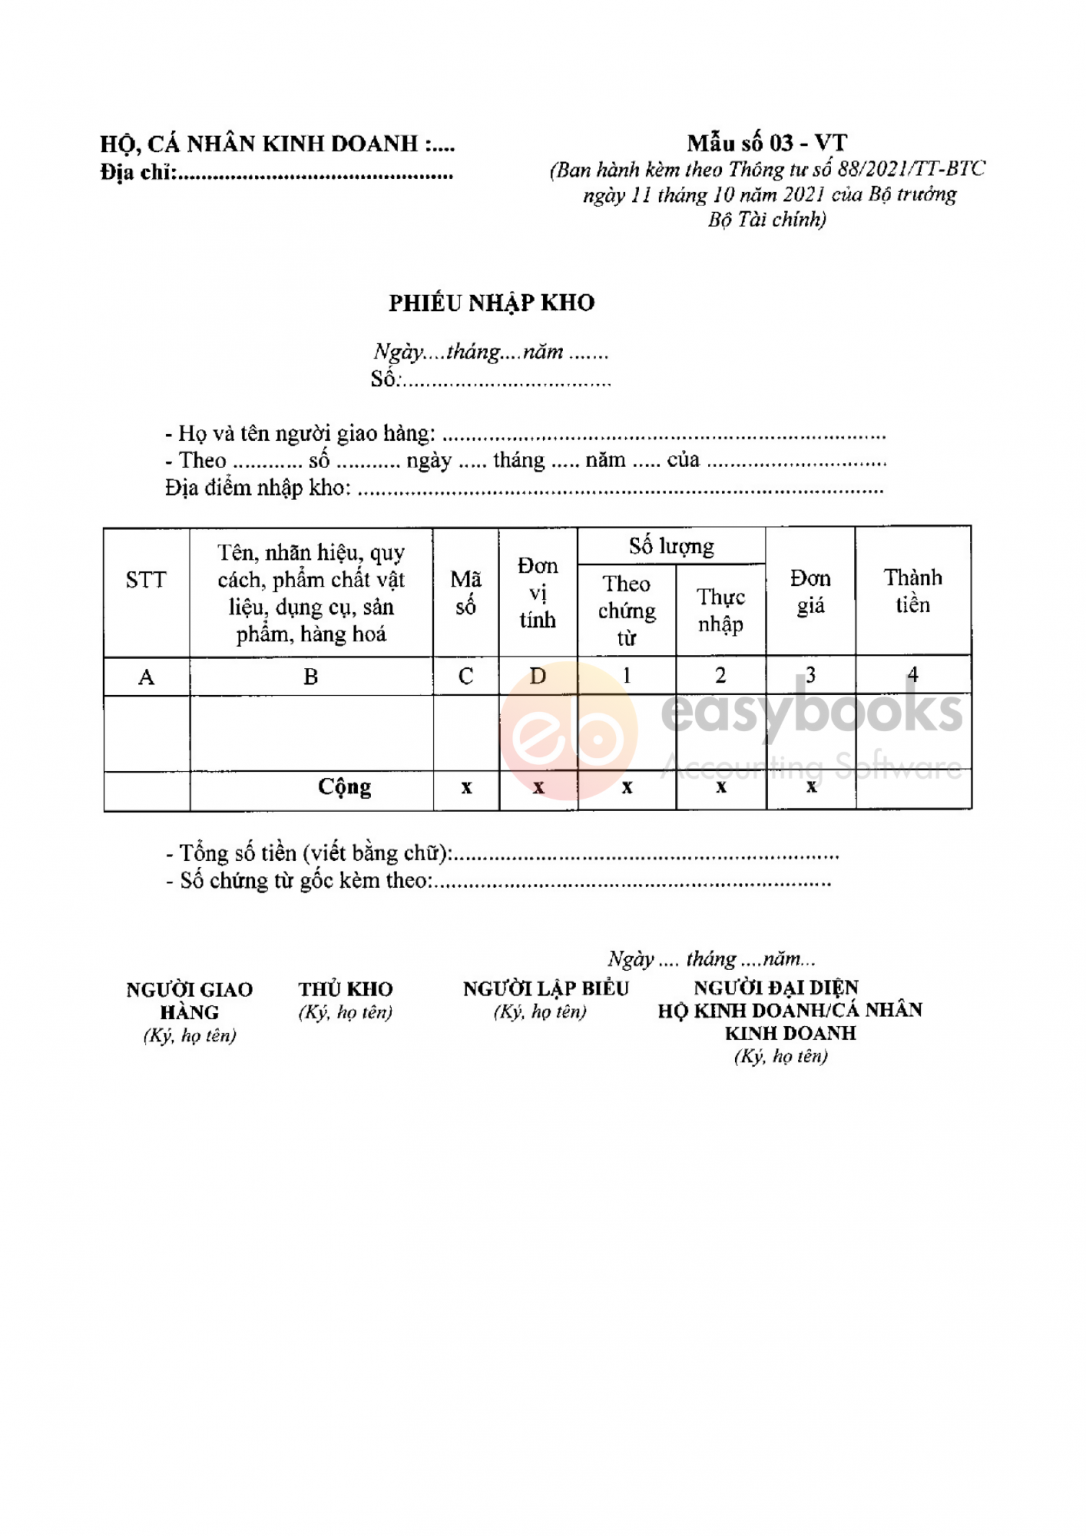 HỘ, CÁ NHÂN KINH DOANH :....
Địa chỉ:.................................................
Mẫu số 03 - VT
(Ban hành kèm theo Thông tư số 88/2021/TT-BTC
ngày 11 tháng 10 năm 2021 của Bộ trưởng
Bộ Tài chính)
PHIẾU NHẬP KHO
Ngày....tháng....năm .......
Số:...................................
- Họ và tên người giao hàng: ................................................................................
- Theo ............ số ........... ngày ..... tháng ..... năm ..... của ................................
Địa điểm nhập kho: ................................................................................................
STT
Tên, nhãn hiệu, quy
cách, phẩm chất vật
liệu, dụng cụ, sản
phẩm, hàng hoá
Mã
số
Đơn
vị
tính
Số lượng
Theo
chứng
từ
Thực
nhập
Đơn
giá
Thành
tiền
A B C D 1 2 3 4
eb easybooks
Accounting Software
Cộng x x x x x
- Tổng số tiền (viết bằng chữ):......................................................................
- Số chứng từ gốc kèm theo:........................................................................
Ngày .... tháng ....năm...
NGƯỜI GIAO
HÀNG
(Ký, họ tên)
THỦ KHO
(Ký, họ tên)
NGƯỜI LẬP BIỂU
(Ký, họ tên)
NGƯỜI ĐẠI DIỆN
HỘ KINH DOANH/CÁ NHÂN
KINH DOANH
(Ký, họ tên)